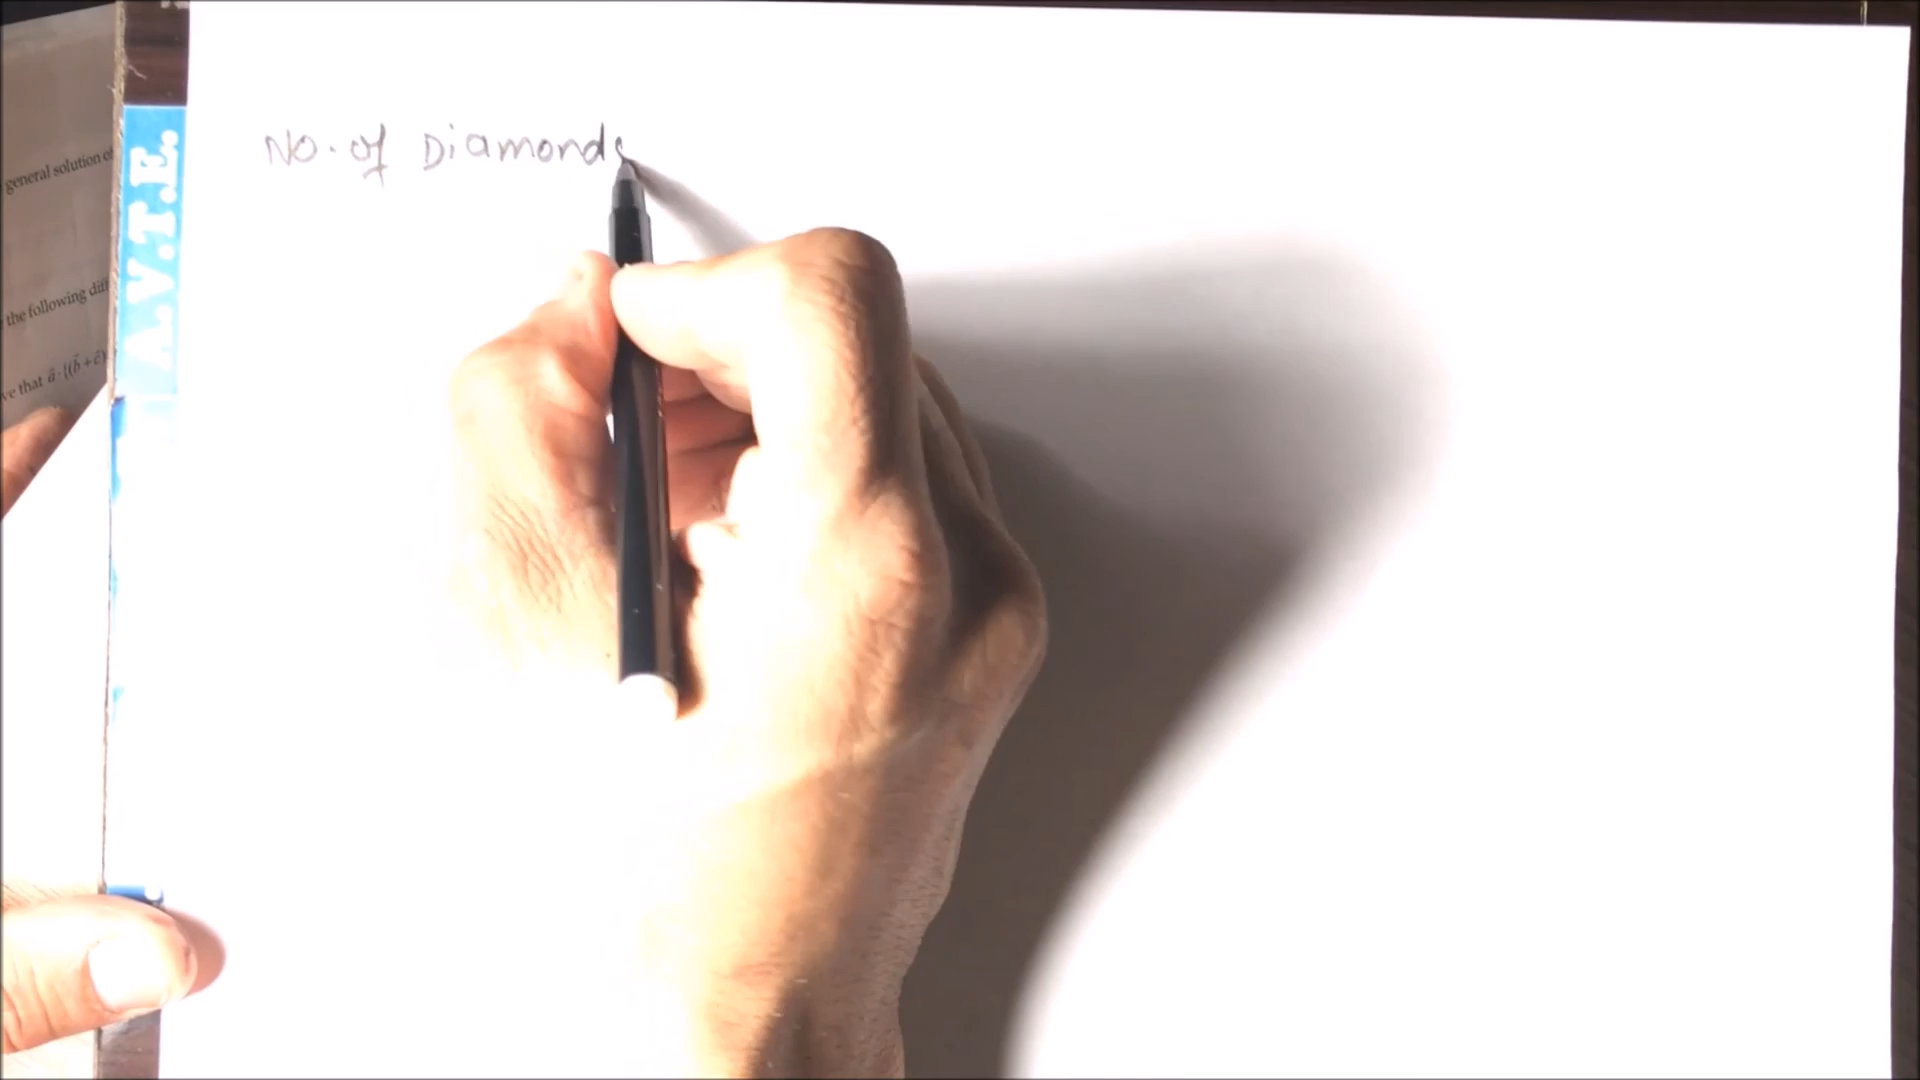 No. of Diamonds
A.V.T.E.
general solution of
the following diff
ve that a⃗·{(b⃗+c⃗)